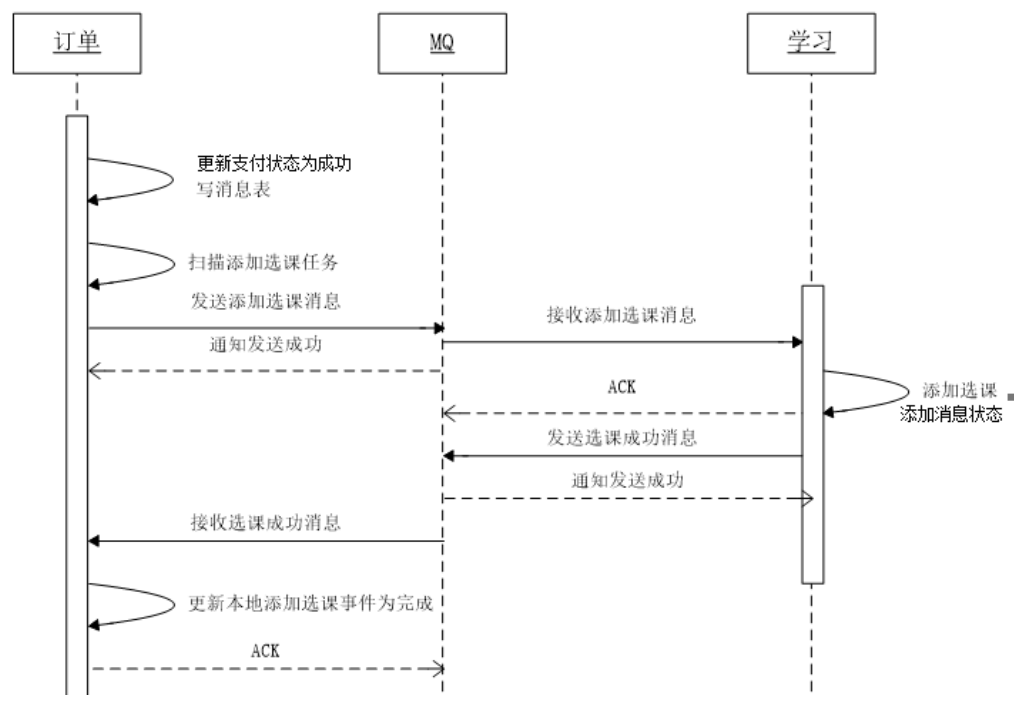 订单
MQ
学习
更新支付状态为成功
写消息表
扫描添加选课任务
发送添加选课消息
接收添加选课消息
通知发送成功
ACK
添加选课
添加消息状态
发送选课成功消息
通知发送成功
接收选课成功消息
更新本地添加选课事件为完成
ACK